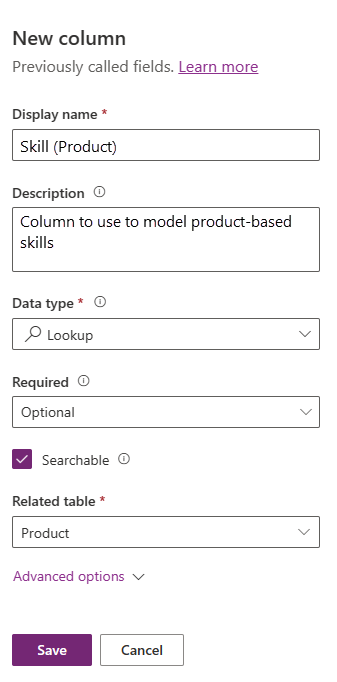 New column
Previously called fields. Learn more
Display name *
Skill (Product)
Description
Column to use to model product-based
skills
Data type *
Lookup
Required
Optional
Searchable
Related table *
Product
Advanced options
Save Cancel